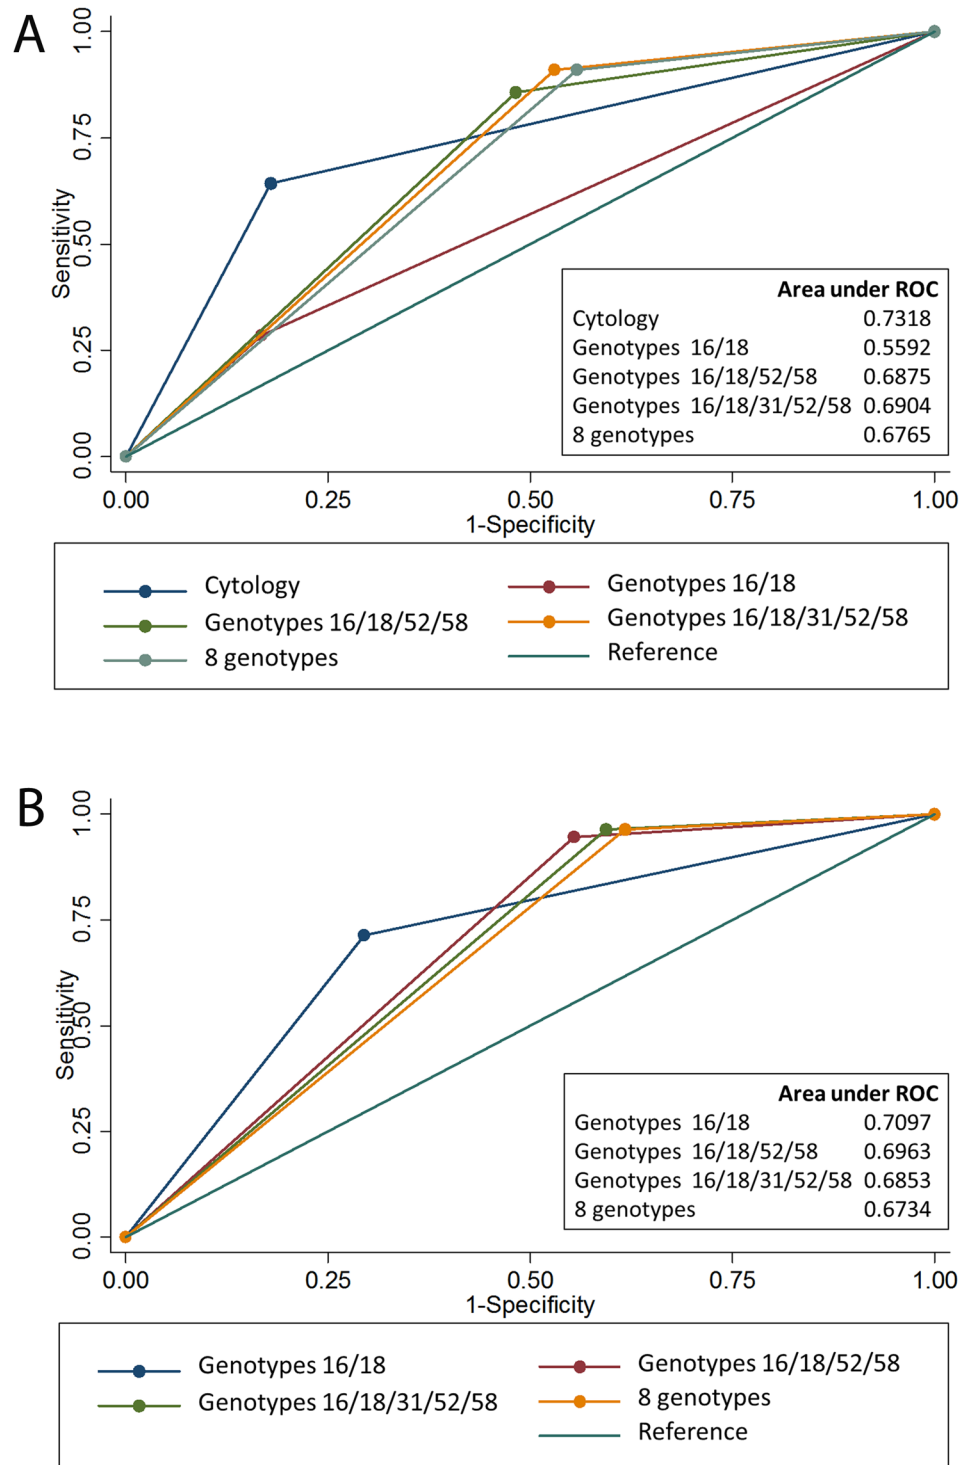 A
1.00
0.75
0.50
0.25
0.00
Sensitivity
Area under ROC
Cytology 0.7318
Genotypes 16/18 0.5592
Genotypes 16/18/52/58 0.6875
Genotypes 16/18/31/52/58 0.6904
8 genotypes 0.6765
0.00 0.25 0.50 0.75 1.00
1-Specificity
Cytology Genotypes 16/18
Genotypes 16/18/52/58 Genotypes 16/18/31/52/58
8 genotypes Reference
B
1.00
0.75
0.50
0.25
0.00
Sensitivity
Area under ROC
Genotypes 16/18 0.7097
Genotypes 16/18/52/58 0.6963
Genotypes 16/18/31/52/58 0.6853
8 genotypes 0.6734
0.00 0.25 0.50 0.75 1.00
1-Specificity
Genotypes 16/18 Genotypes 16/18/52/58
Genotypes 16/18/31/52/58 8 genotypes
Reference